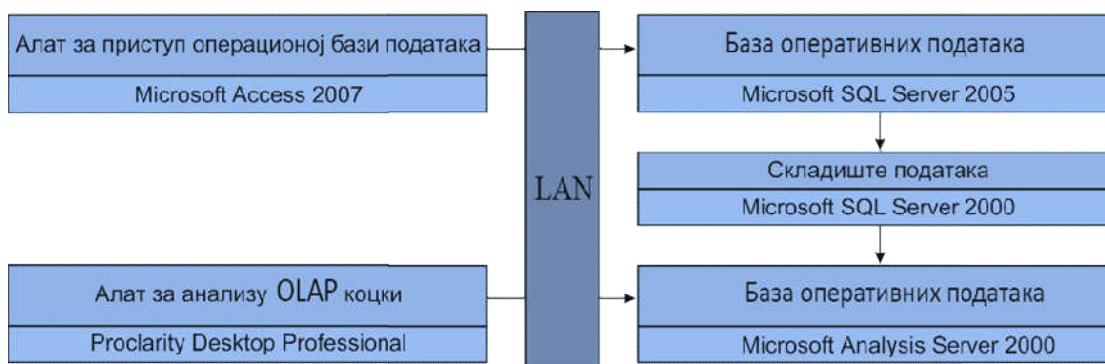 Алат за приступ операционој бази података
Microsoft Access 2007
База оперативних података
Microsoft SQL Server 2005
Складиште података
Microsoft SQL Server 2000
LAN
Алат за анализу OLAP коцки
Proclarity Desktop Professional
База оперативних података
Microsoft Analysis Server 2000